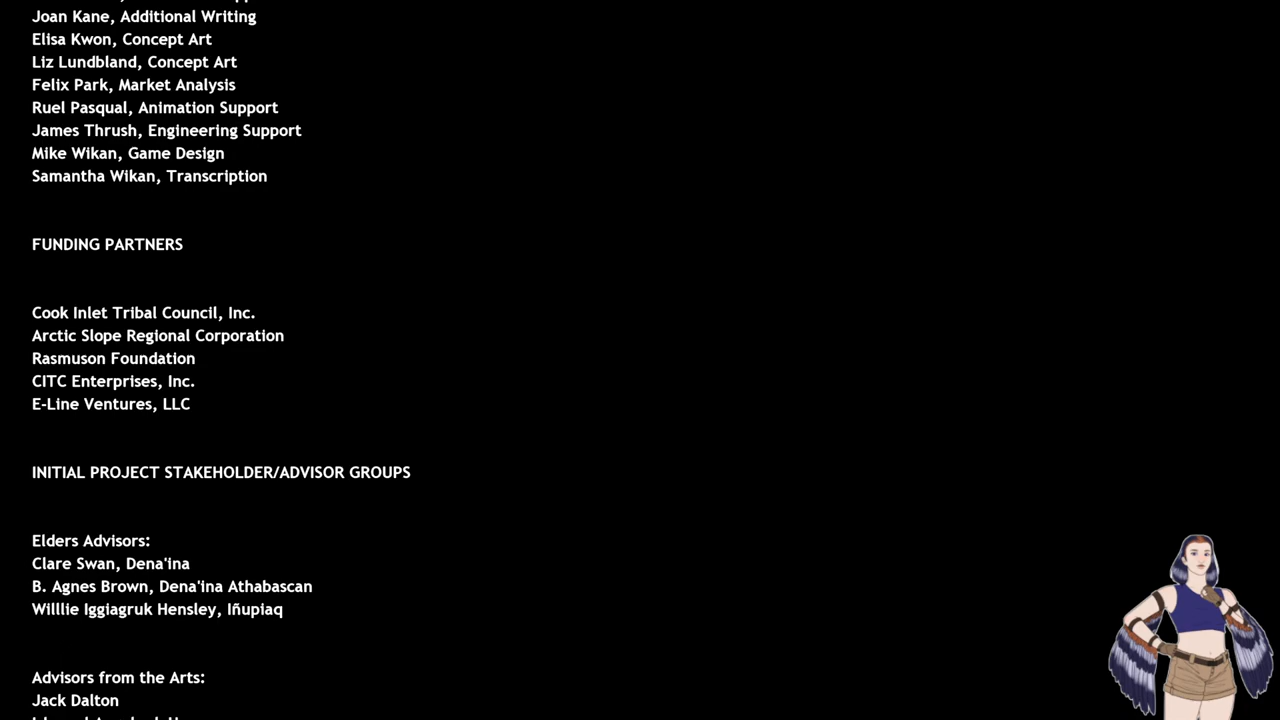 Joan Kane, Additional Writing
Elisa Kwon, Concept Art
Liz Lundbland, Concept Art
Felix Park, Market Analysis
Ruel Pasqual, Animation Support
James Thrush, Engineering Support
Mike Wikan, Game Design
Samantha Wikan, Transcription
FUNDING PARTNERS
Cook Inlet Tribal Council, Inc.
Arctic Slope Regional Corporation
Rasmuson Foundation
CITC Enterprises, Inc.
E-Line Ventures, LLC
INITIAL PROJECT STAKEHOLDER/ADVISOR GROUPS
Elders Advisors:
Clare Swan, Dena'ina
B. Agnes Brown, Dena'ina Athabascan
Willlie Iggiagruk Hensley, Iñupiaq
Advisors from the Arts:
Jack Dalton